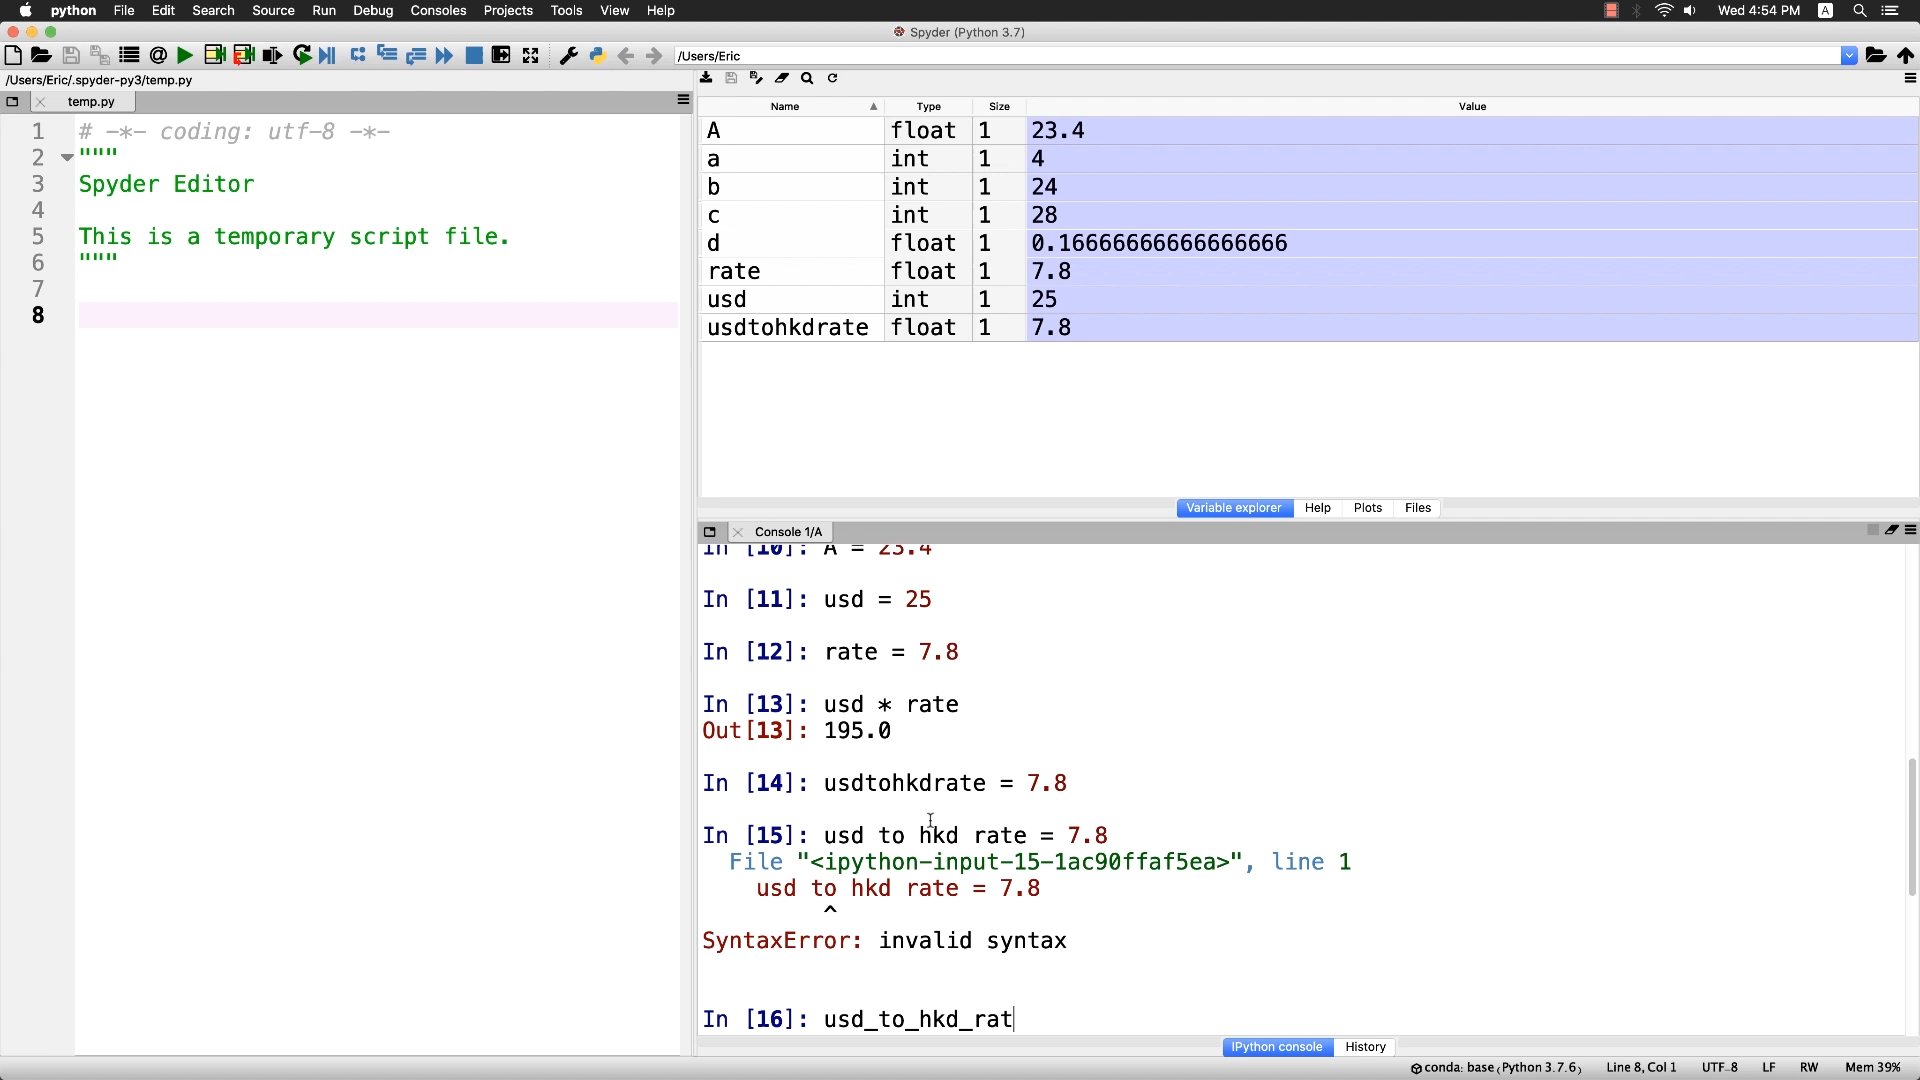 python File Edit Search Source Run Debug Consoles Projects Tools View Help Wed 4:54 PM A
Spyder (Python 3.7)
/Users/Eric
/Users/Eric/.spyder-py3/temp.py
temp.py
1 # -*- coding: utf-8 -*-
2 """
3 Spyder Editor
4
5 This is a temporary script file.
6 """
7
8
Name Type Size Value
A float 1 23.4
a int 1 4
b int 1 24
c int 1 28
d float 1 0.16666666666666666
rate float 1 7.8
usd int 1 25
usdtohkdrate float 1 7.8
Variable explorer Help Plots Files
Console 1/A
In [10]: A = 23.4
In [11]: usd = 25
In [12]: rate = 7.8
In [13]: usd * rate
Out[13]: 195.0
In [14]: usdtohkdrate = 7.8
In [15]: usd to hkd rate = 7.8
File "<ipython-input-15-1ac90ffaf5ea>", line 1
usd to hkd rate = 7.8
^
SyntaxError: invalid syntax
In [16]: usd_to_hkd_rat
IPython console History
conda: base (Python 3.7.6) Line 8, Col 1 UTF-8 LF RW Mem 39%